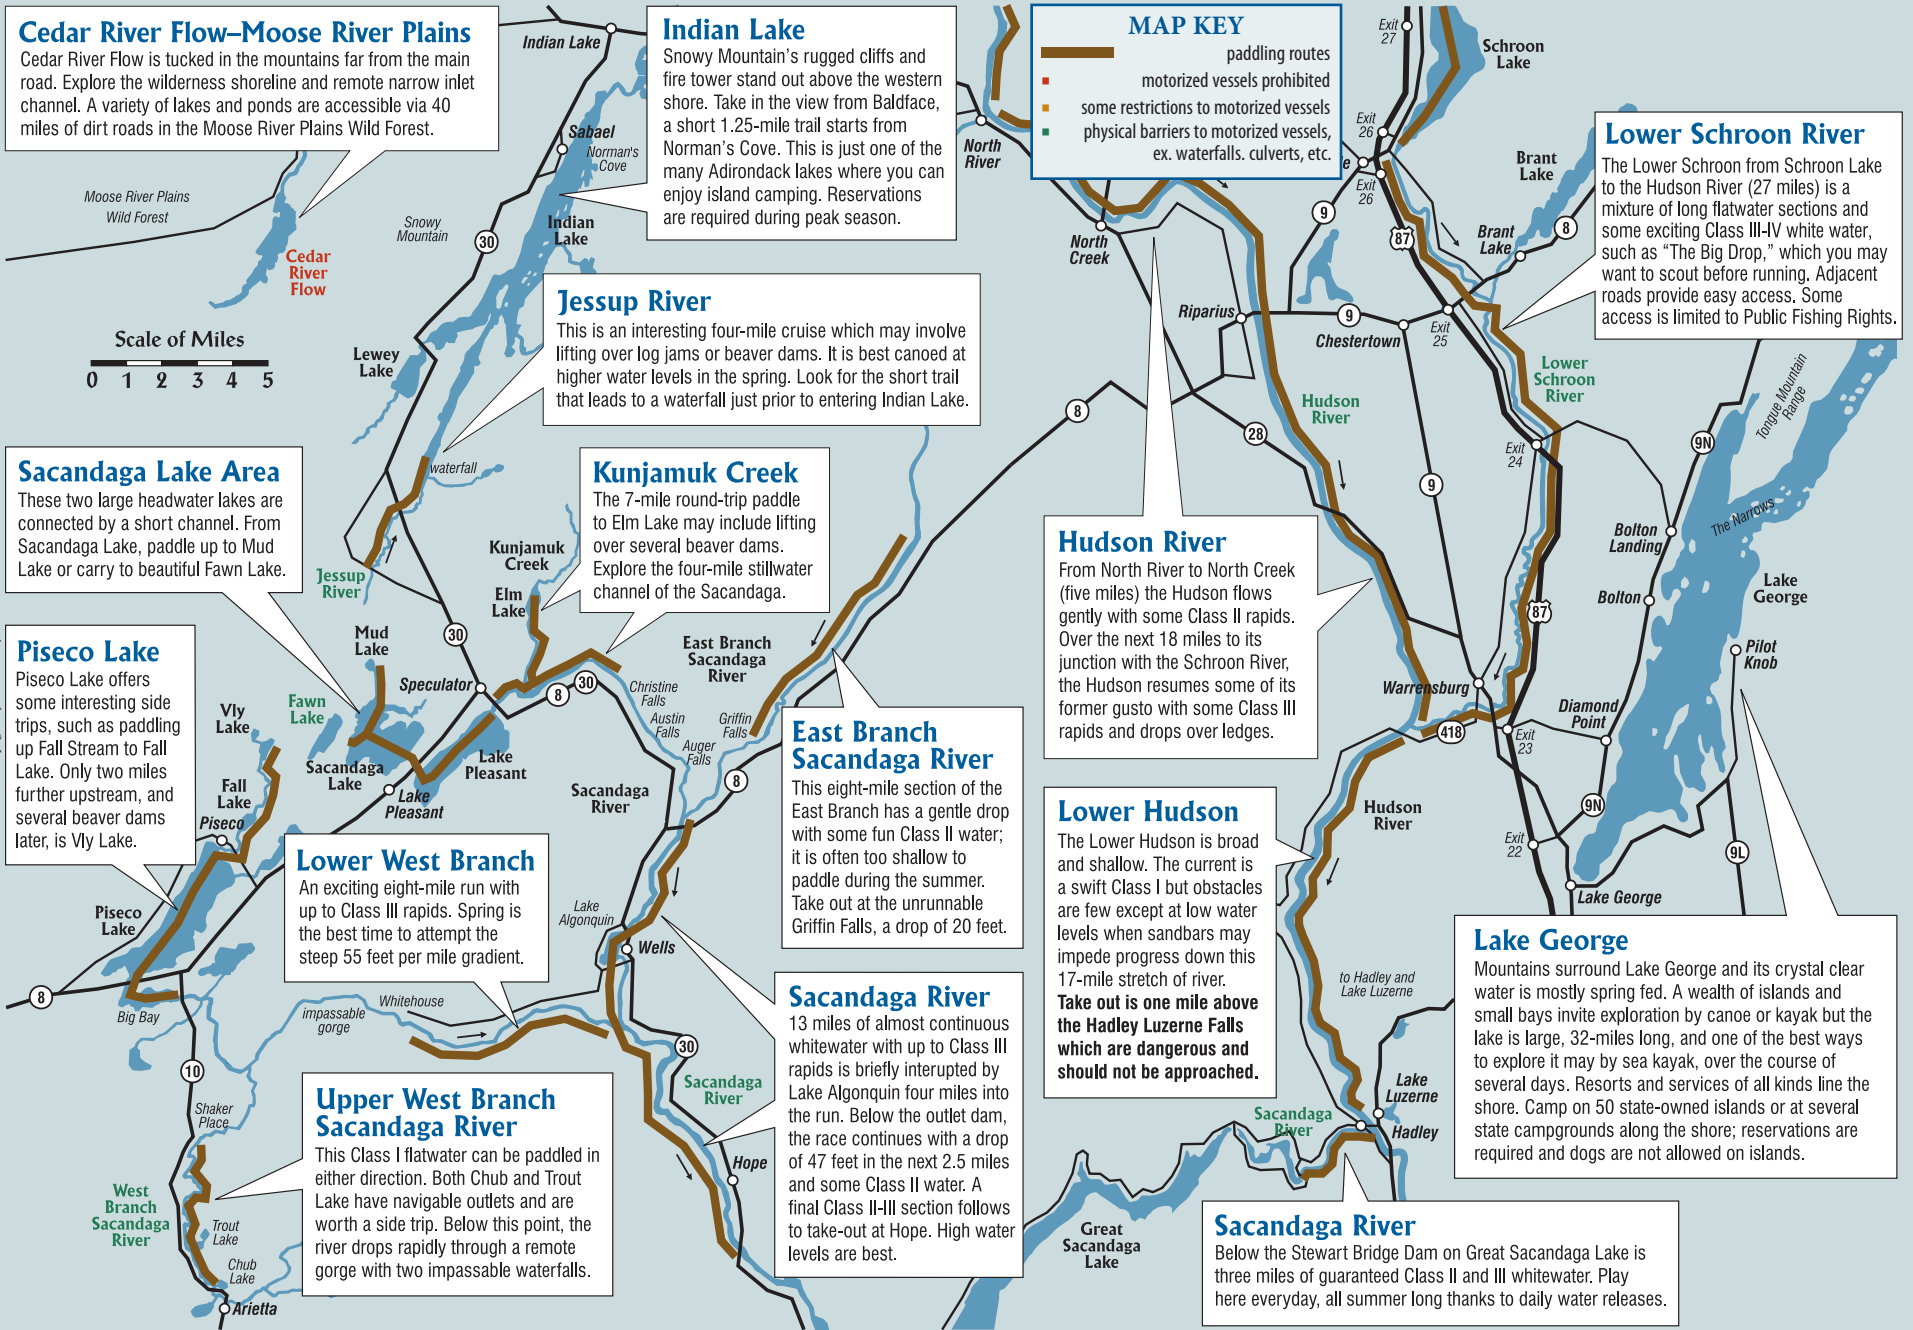 Cedar River Flow–Moose River Plains
Cedar River Flow is tucked in the mountains far from the main
road. Explore the wilderness shoreline and remote narrow inlet
channel. A variety of lakes and ponds are accessible via 40
miles of dirt roads in the Moose River Plains Wild Forest.
Indian Lake
Indian Lake
Snowy Mountain's rugged cliffs and
fire tower stand out above the western
shore. Take in the view from Baldface,
a short 1.25-mile trail starts from
Norman's Cove. This is just one of the
many Adirondack lakes where you can
enjoy island camping. Reservations
are required during peak season.
MAP KEY
paddling routes
motorized vessels prohibited
some restrictions to motorized vessels
physical barriers to motorized vessels,
ex. waterfalls. culverts, etc.
Exit
27
Schroon
Lake
Exit
26
Exit
26
Brant
Lake
Lower Schroon River
The Lower Schroon from Schroon Lake
to the Hudson River (27 miles) is a
mixture of long flatwater sections and
some exciting Class III-IV white water,
such as “The Big Drop,” which you may
want to scout before running. Adjacent
roads provide easy access. Some
access is limited to Public Fishing Rights.
Sabael
Norman's
Cove
North
River
Moose River Plains
Wild Forest
Snowy
Mountain
30
Indian
Lake
Cedar
River
Flow
North
Creek
9
87
Brant
Lake
8
Scale of Miles
0 1 2 3 4 5
Jessup River
This is an interesting four-mile cruise which may involve
lifting over log jams or beaver dams. It is best canoed at
higher water levels in the spring. Look for the short trail
that leads to a waterfall just prior to entering Indian Lake.
Lewey
Lake
Riparius
9
Chestertown
Exit
25
Lower
Schroon
River
Tongue Mountain
Range
Hudson
River
8
28
9
Exit
24
9N
The Narrows
Sacandaga Lake Area
These two large headwater lakes are
connected by a short channel. From
Sacandaga Lake, paddle up to Mud
Lake or carry to beautiful Fawn Lake.
waterfall
Kunjamuk Creek
The 7-mile round-trip paddle
to Elm Lake may include lifting
over several beaver dams.
Explore the four-mile stillwater
channel of the Sacandaga.
Kunjamuk
Creek
Elm
Lake
Jessup
River
Hudson River
From North River to North Creek
(five miles) the Hudson flows
gently with some Class II rapids.
Over the next 18 miles to its
junction with the Schroon River,
the Hudson resumes some of its
former gusto with some Class III
rapids and drops over ledges.
Bolton
Landing
Bolton
Lake
George
87
Pilot
Knob
Piseco Lake
Piseco Lake offers
some interesting side
trips, such as paddling
up Fall Stream to Fall
Lake. Only two miles
further upstream, and
several beaver dams
later, is Vly Lake.
Mud
Lake
30
Fawn
Lake
Speculator
8
30
East Branch
Sacandaga
River
Christine
Falls
Austin
Falls
Auger
Falls
Griffin
Falls
Warrensburg
Diamond
Point
418
Exit
23
Vly
Lake
Fall
Lake
Piseco
Sacandaga
Lake
Lake
Pleasant
Lake
Pleasant
Sacandaga
River
8
East Branch
Sacandaga River
This eight-mile section of the
East Branch has a gentle drop
with some fun Class II water;
it is often too shallow to
paddle during the summer.
Take out at the unrunnable
Griffin Falls, a drop of 20 feet.
Lower Hudson
The Lower Hudson is broad
and shallow. The current is
a swift Class I but obstacles
are few except at low water
levels when sandbars may
impede progress down this
17-mile stretch of river.
Take out is one mile above
the Hadley Luzerne Falls
which are dangerous and
should not be approached.
Hudson
River
9N
Exit
22
9L
Lake George
Lower West Branch
An exciting eight-mile run with
up to Class III rapids. Spring is
the best time to attempt the
steep 55 feet per mile gradient.
Piseco
Lake
8
Big Bay
Lake
Algonquin
Wells
Whitehouse
impassable
gorge
Sacandaga River
13 miles of almost continuous
whitewater with up to Class III
rapids is briefly interupted by
Lake Algonquin four miles into
the run. Below the outlet dam,
the race continues with a drop
of 47 feet in the next 2.5 miles
and some Class II water. A
final Class II-III section follows
to take-out at Hope. High water
levels are best.
to Hadley and
Lake Luzerne
Lake George
Mountains surround Lake George and its crystal clear
water is mostly spring fed. A wealth of islands and
small bays invite exploration by canoe or kayak but the
lake is large, 32-miles long, and one of the best ways
to explore it may by sea kayak, over the course of
several days. Resorts and services of all kinds line the
shore. Camp on 50 state-owned islands or at several
state campgrounds along the shore; reservations are
required and dogs are not allowed on islands.
10
30
Sacandaga
River
Shaker
Place
Upper West Branch
Sacandaga River
This Class I flatwater can be paddled in
either direction. Both Chub and Trout
Lake have navigable outlets and are
worth a side trip. Below this point, the
river drops rapidly through a remote
gorge with two impassable waterfalls.
West
Branch
Sacandaga
River
Trout
Lake
Chub
Lake
Arietta
Hope
Lake
Luzerne
Sacandaga
River
Hadley
Great
Sacandaga
Lake
Sacandaga River
Below the Stewart Bridge Dam on Great Sacandaga Lake is
three miles of guaranteed Class II and III whitewater. Play
here everyday, all summer long thanks to daily water releases.